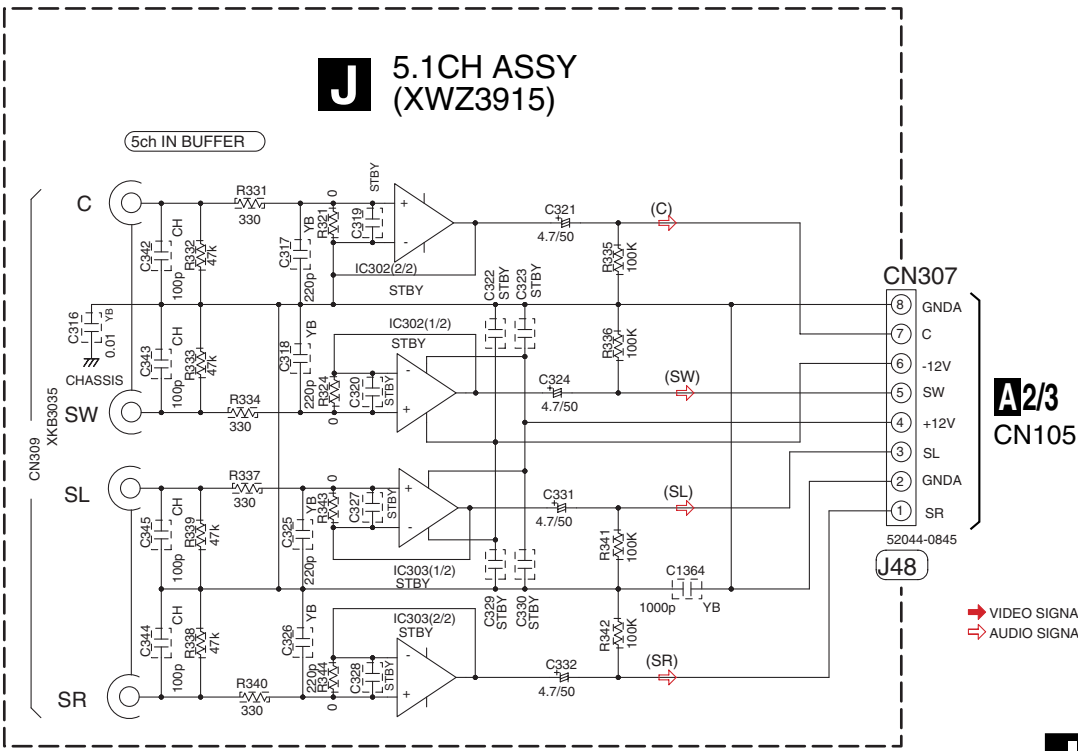 J
5.1CH ASSY
(XWZ3915)
5ch IN BUFFER
C
C342
CH
100p
R332
47k
R331
330
C317
YB
220p
R321
0
C319
STBY
+
-
IC302(2/2)
STBY
C321
+
4.7/50
(C)
R335
100K
C316
YB
0.01
CHASSIS
C343
CH
100p
R333
47k
C318
YB
220p
R324
0
C320
STBY
IC302(1/2)
STBY
-
+
C322
STBY
C323
STBY
R336
100K
C324
+
4.7/50
(SW)
SW
R334
330
CN309
XKB3035
SL
R337
330
C345
CH
100p
R339
47k
C325
YB
220p
R343
0
C327
STBY
+
-
IC303(1/2)
STBY
C331
+
4.7/50
(SL)
R341
100K
C329
STBY
C330
STBY
C1364
1000p
YB
C344
CH
100p
R338
47k
C326
YB
220p
R344
0
C328
STBY
IC303(2/2)
STBY
-
+
R342
100K
C332
+
4.7/50
(SR)
SR
R340
330
CN307
8 GNDA
7 C
6 -12V
5 SW
4 +12V
3 SL
2 GNDA
1 SR
52044-0845
J48
A 2/3
CN105
VIDEO SIGNA
AUDIO SIGNA